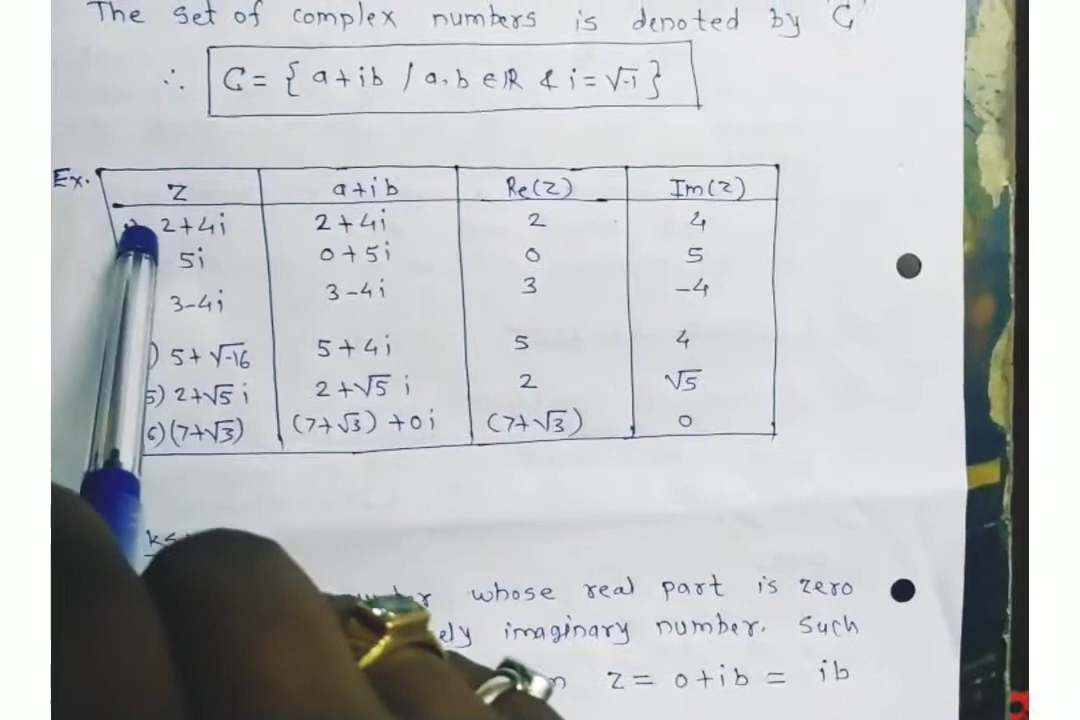 The set of complex numbers is denoted by "C"
∴ C = { a+ib / a, b ∈ ℝ & i = √-1 }
Ex.
z a+ib Re(z) Im(z)
2+4i 2+4i 2 4
5i 0+5i 0 5
3-4i 3-4i 3 -4
) 5+√-16 5+4i 5 4
5) 2+√5 i 2+√5 i 2 √5
6) (7+√3) (7+√3)+0i (7+√3) 0
whose real part is zero
imaginary number. Such
z = 0+ib = ib